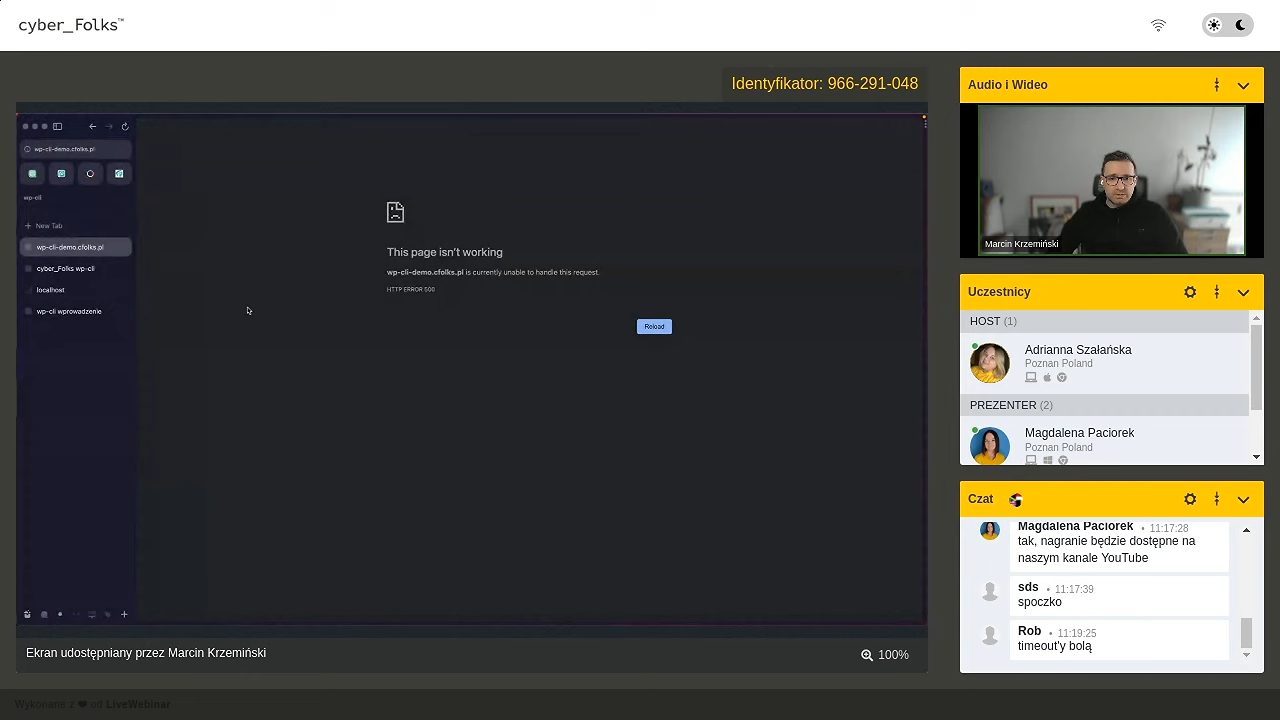 cyber_Folks™
Identyfikator: 966-291-048
wp-cli-demo.cfolks.pl
wp-cli
New Tab
wp-cli-demo.cfolks.pl
cyber_Folks wp-cli
localhost
wp-cli wprowadzenie
This page isn't working
wp-cli-demo.cfolks.pl is currently unable to handle this request.
HTTP ERROR 500
Reload
Ekran udostępniany przez Marcin Krzemiński
100%
Audio i Wideo
Marcin Krzemiński
Uczestnicy
HOST (1)
Adrianna Szałańska
Poznan Poland
PREZENTER (2)
Magdalena Paciorek
Poznan Poland
Czat
Magdalena Paciorek • 11:17:28
tak, nagranie będzie dostępne na
naszym kanale YouTube
sds • 11:17:39
spoczko
Rob • 11:19:25
timeout'y bolą
Wykonane z ❤ od LiveWebinar